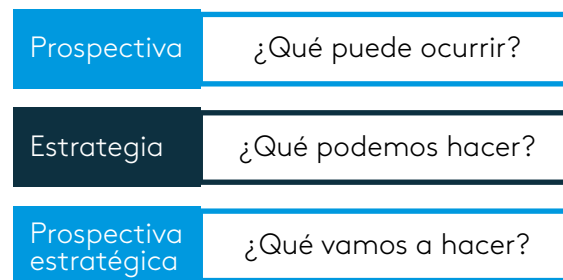 Prospectiva ¿Qué puede ocurrir?
Estrategia ¿Qué podemos hacer?
Prospectiva
estratégica ¿Qué vamos a hacer?